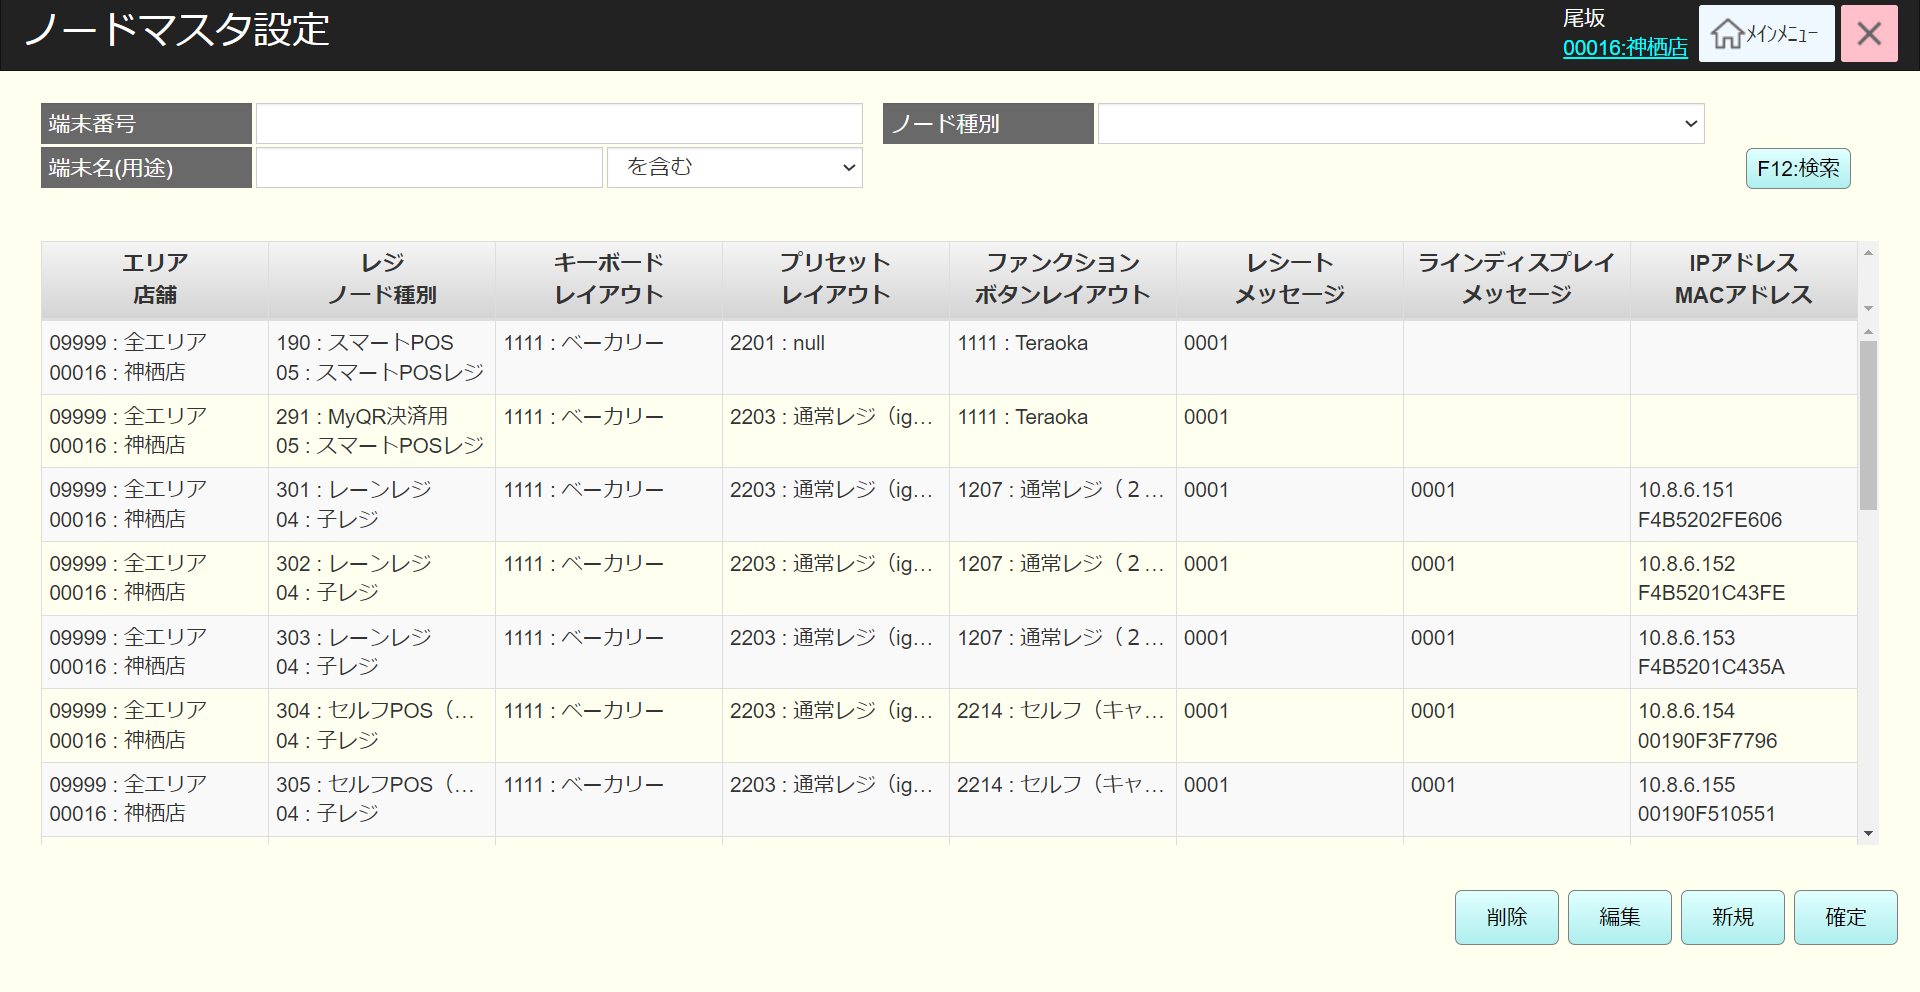 ノードマスタ設定
尾坂
00016:神栖店
ﾒｲﾝﾒﾆｭｰ
端末番号
ノード種別
端末名(用途)
を含む
F12:検索
エリア 店舗
レジ ノード種別
キーボード レイアウト
プリセット レイアウト
ファンクション ボタンレイアウト
レシート メッセージ
ラインディスプレイ メッセージ
IPアドレス MACアドレス
09999 : 全エリア 190 : スマートPOS 1111 : ベーカリー 2201 : null 1111 : Teraoka 0001
00016 : 神栖店 05 : スマートPOSレジ
09999 : 全エリア 291 : MyQR決済用 1111 : ベーカリー 2203 : 通常レジ（ig... 1111 : Teraoka 0001
00016 : 神栖店 05 : スマートPOSレジ
09999 : 全エリア 301 : レーンレジ 1111 : ベーカリー 2203 : 通常レジ（ig... 1207 : 通常レジ（２... 0001 0001 10.8.6.151
00016 : 神栖店 04 : 子レジ F4B5202FE606
09999 : 全エリア 302 : レーンレジ 1111 : ベーカリー 2203 : 通常レジ（ig... 1207 : 通常レジ（２... 0001 0001 10.8.6.152
00016 : 神栖店 04 : 子レジ F4B5201C43FE
09999 : 全エリア 303 : レーンレジ 1111 : ベーカリー 2203 : 通常レジ（ig... 1207 : 通常レジ（２... 0001 0001 10.8.6.153
00016 : 神栖店 04 : 子レジ F4B5201C435A
09999 : 全エリア 304 : セルフPOS（... 1111 : ベーカリー 2203 : 通常レジ（ig... 2214 : セルフ（キャ... 0001 0001 10.8.6.154
00016 : 神栖店 04 : 子レジ 00190F3F7796
09999 : 全エリア 305 : セルフPOS（... 1111 : ベーカリー 2203 : 通常レジ（ig... 2214 : セルフ（キャ... 0001 0001 10.8.6.155
00016 : 神栖店 04 : 子レジ 00190F510551
削除 編集 新規 確定